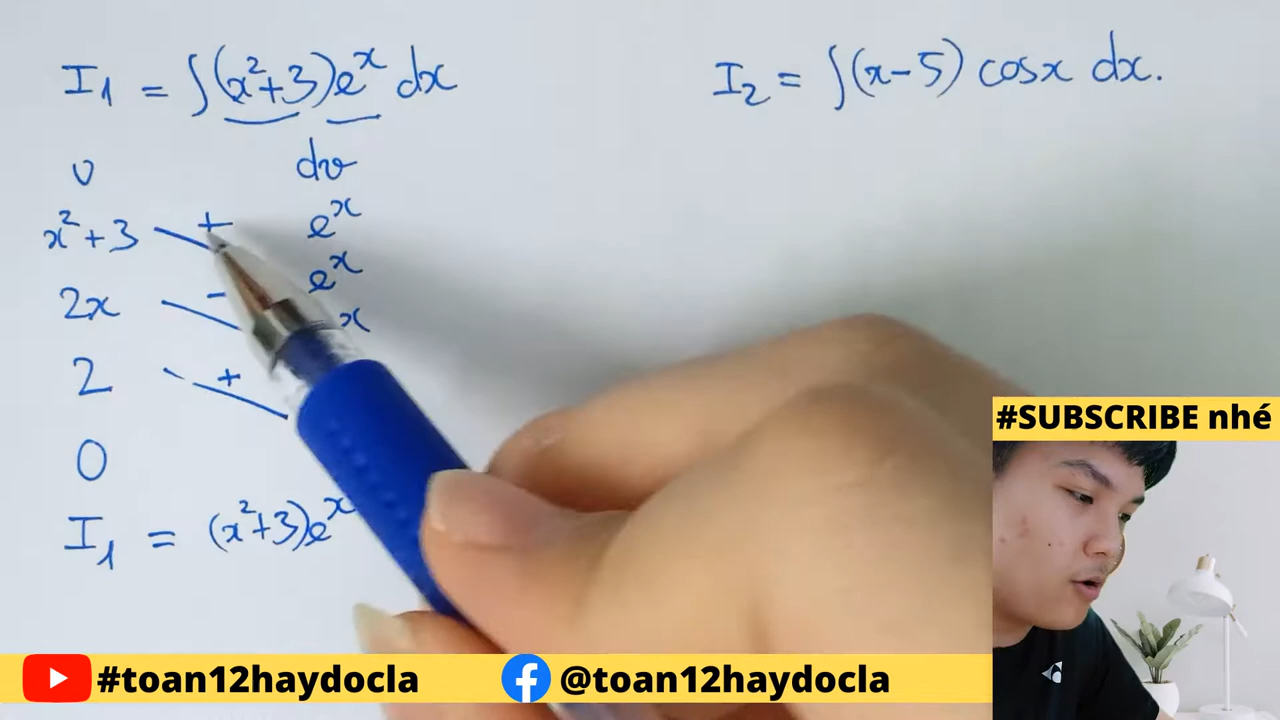 I₁ = ∫(x²+3)eˣ dx
u dv
x²+3 + eˣ
2x - eˣ
2 + x
0
I₁ = (x²+3)eˣ
I₂ = ∫(x-5) cosx dx.
#SUBSCRIBE nhé
#toan12haydocla @toan12haydocla